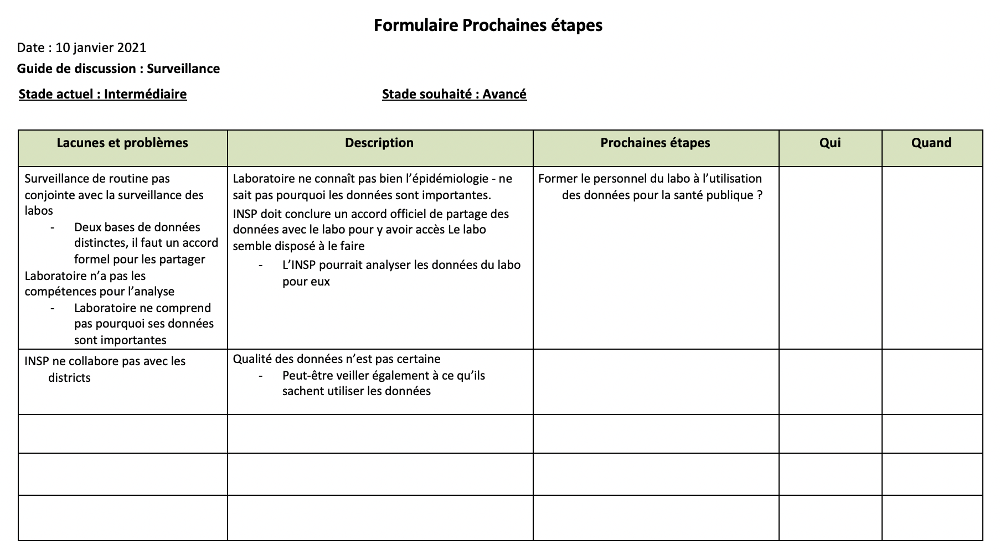 Formulaire Prochaines étapes
Date : 10 janvier 2021
Guide de discussion : Surveillance
Stade actuel : Intermédiaire
Stade souhaité : Avancé
Lacunes et problèmes
Description
Prochaines étapes
Qui
Quand
Surveillance de routine pas
conjointe avec la surveillance des
labos
- Deux bases de données
distinctes, il faut un accord
formel pour les partager
Laboratoire n’a pas les
compétences pour l’analyse
- Laboratoire ne comprend
pas pourquoi ses données
sont importantes
Laboratoire ne connaît pas bien l’épidémiologie - ne
sait pas pourquoi les données sont importantes.
INSP doit conclure un accord officiel de partage des
données avec le labo pour y avoir accès Le labo
semble disposé à le faire
- L’INSP pourrait analyser les données du labo
pour eux
Former le personnel du labo à l’utilisation
des données pour la santé publique ?
INSP ne collabore pas avec les
districts
Qualité des données n’est pas certaine
- Peut-être veiller également à ce qu’ils
sachent utiliser les données